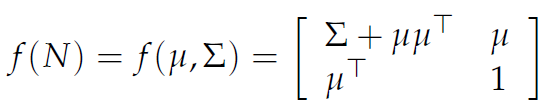 f(N) = f(μ,Σ) = [ Σ + μμ⊤ μ
μ⊤ 1 ]